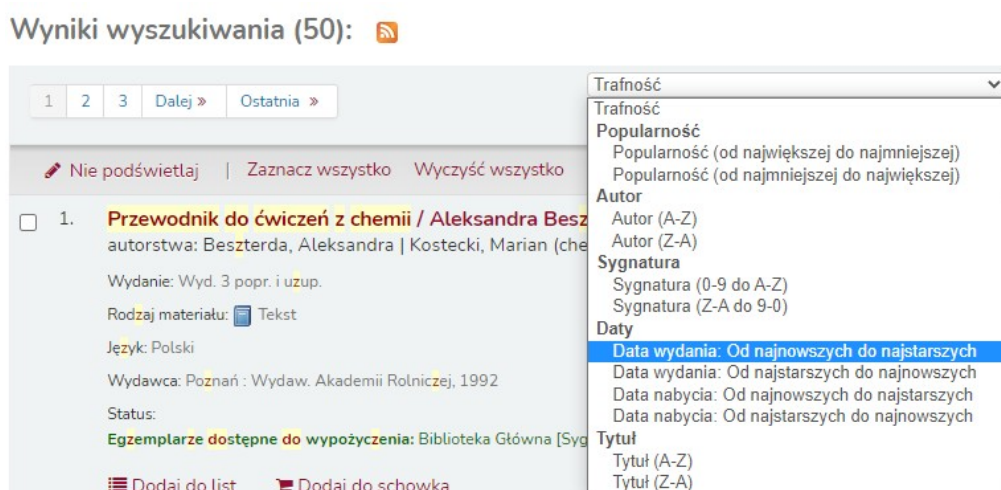 Wyniki wyszukiwania (50):
1 2 3 Dalej » Ostatnia »
Nie podświetlaj | Zaznacz wszystko Wyczyść wszystko
1. Przewodnik do ćwiczeń z chemii / Aleksandra Besz
autorstwa: Beszterda, Aleksandra | Kostecki, Marian (che
Wydanie: Wyd. 3 popr. i uzup.
Rodzaj materiału: Tekst
Język: Polski
Wydawca: Poznań : Wydaw. Akademii Rolniczej, 1992
Status:
Egzemplarze dostępne do wypożyczenia: Biblioteka Główna [Syg
Dodaj do list Dodaj do schowka
Trafność
Trafność
Popularność
Popularność (od największej do najmniejszej)
Popularność (od najmniejszej do największej)
Autor
Autor (A-Z)
Autor (Z-A)
Sygnatura
Sygnatura (0-9 do A-Z)
Sygnatura (Z-A do 9-0)
Daty
Data wydania: Od najnowszych do najstarszych
Data wydania: Od najstarszych do najnowszych
Data nabycia: Od najnowszych do najstarszych
Data nabycia: Od najstarszych do najnowszych
Tytuł
Tytuł (A-Z)
Tytuł (Z-A)